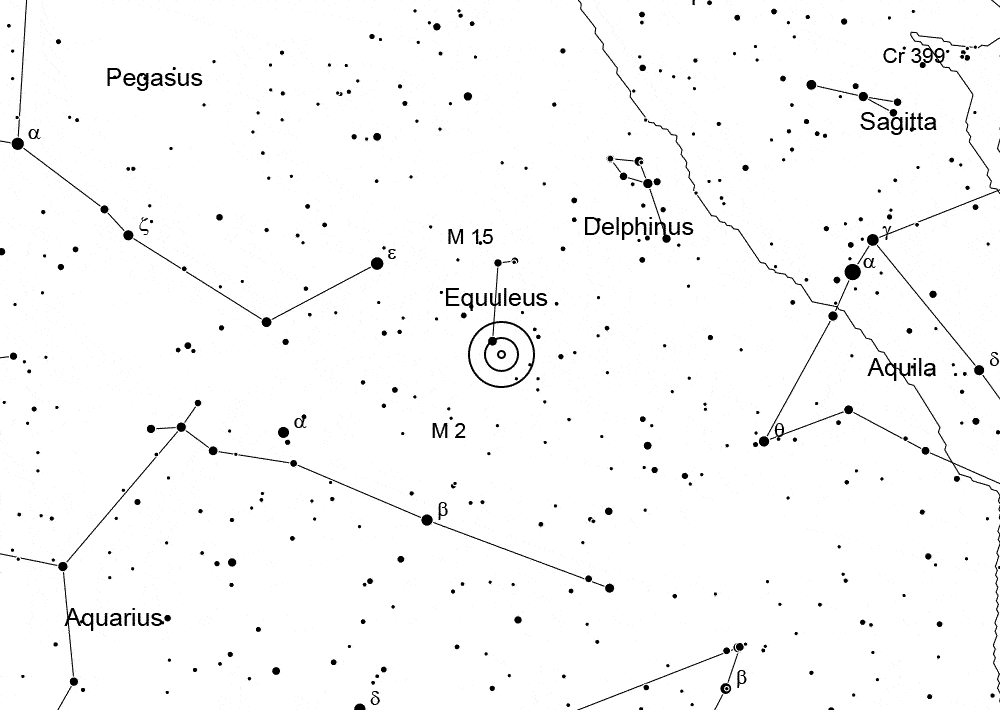 Cr 399
Pegasus
Sagitta
α
ζ
ε
M 15
Delphinus
γ
α
Equuleus
Aquila
δ
α
M 2
θ
β
Aquarius
β
δ